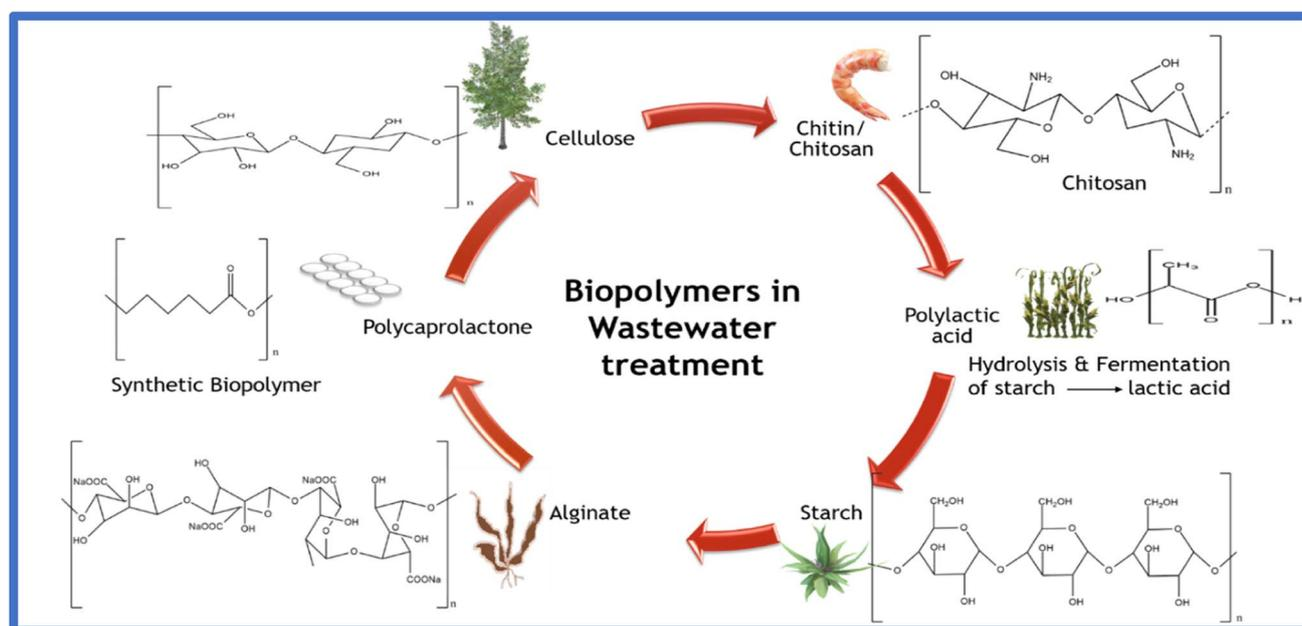 OH
OH
O
O
O
HO
OH
OH
n
Cellulose
Chitin/
Chitosan
OH
NH₂
OH
O
O
O
O
OH
NH₂
Chitosan
n
Biopolymers in
Wastewater
treatment
O
O
n
Polycaprolactone
Synthetic Biopolymer
Polylactic
acid
CH₃
HO
O
O
H
n
Hydrolysis & Fermentation
of starch ⟶ lactic acid
NaOOC
OH
HO
NaOOC
OH
O
O
O
O
O
O
O
O
HO
NaOOC
OH
OH
OH
COONa
n
Alginate
Starch
CH₂OH
CH₂OH
CH₂OH
O
O
O
OH
OH
OH
O
O
O
O
OH
OH
OH
n